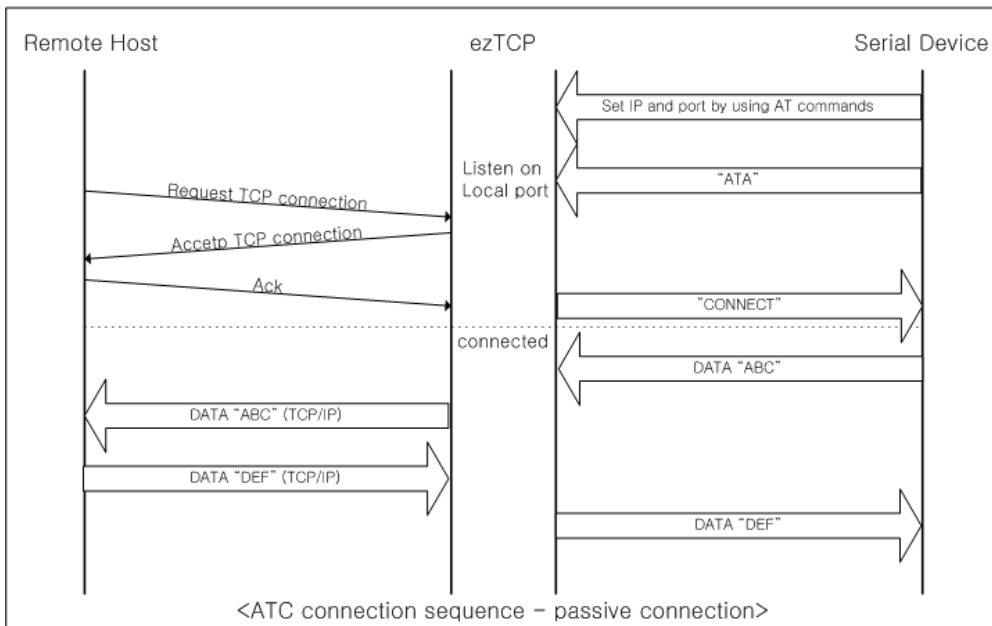 Remote Host
ezTCP
Serial Device
Set IP and port by using AT commands
Listen on
Local port
"ATA"
Request TCP connection
Accetp TCP connection
Ack
"CONNECT"
connected
DATA "ABC"
DATA "ABC" (TCP/IP)
DATA "DEF" (TCP/IP)
DATA "DEF"
<ATC connection sequence - passive connection>